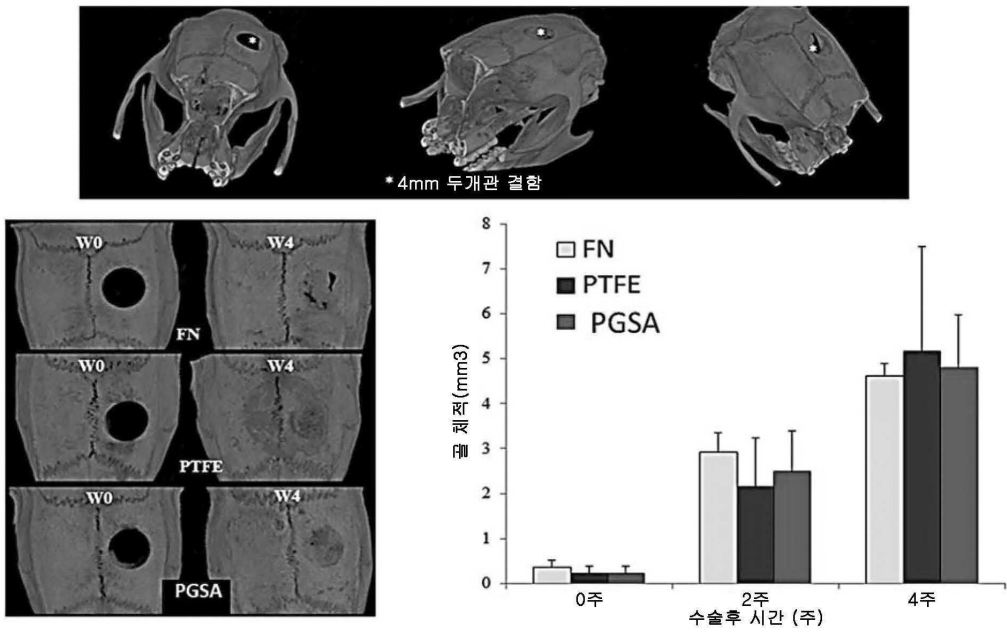 * 4mm 두개관 결함
W0 W4
FN
W0 W4
PTFE
W0 W4
PGSA
골 체적(mm3)
8
7
6
5
4
3
2
1
0
FN
PTFE
PGSA
0주 2주 4주
수술후 시간 (주)